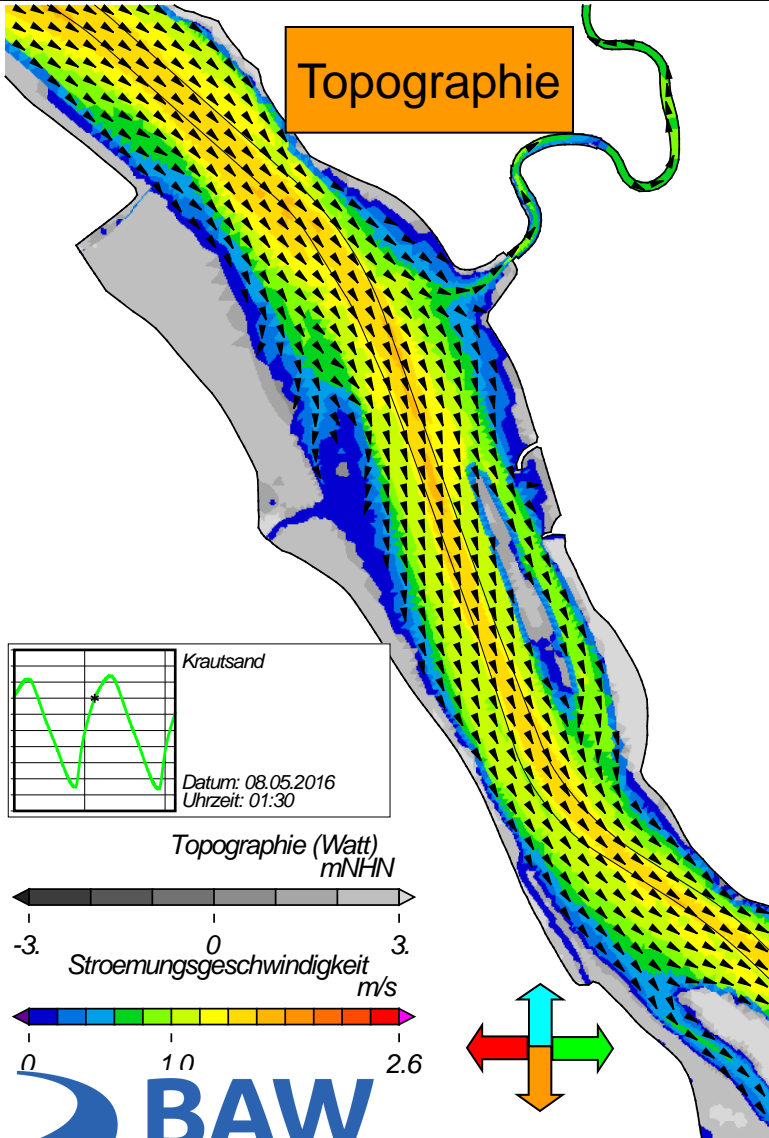 Topographie
Krautsand
Datum: 08.05.2016
Uhrzeit: 01:30
Topographie (Watt)
mNHN
-3. 0 3.
Stroemungsgeschwindigkeit
m/s
0 1.0 2.6
BAW